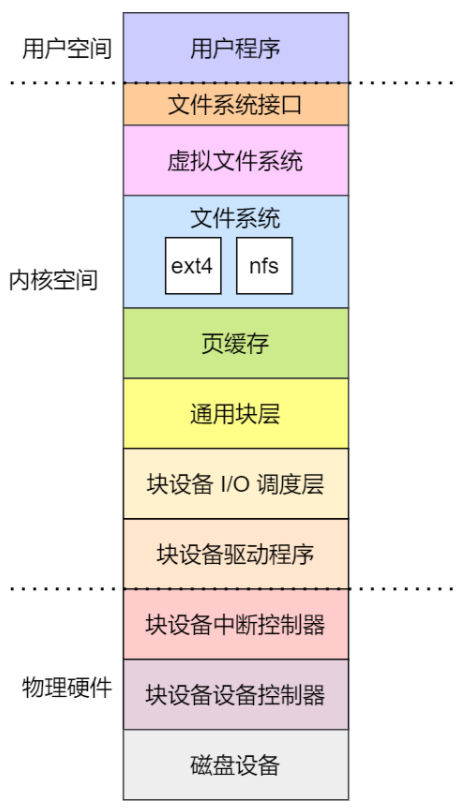 用户空间
用户程序
文件系统接口
虚拟文件系统
文件系统
ext4
nfs
内核空间
页缓存
通用块层
块设备 I/O 调度层
块设备驱动程序
块设备中断控制器
物理硬件
块设备设备控制器
磁盘设备